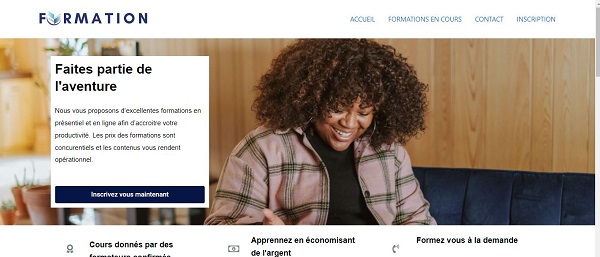 FORMATION
ACCUEIL FORMATIONS EN COURS CONTACT INSCRIPTION
Faites partie de
l'aventure
Nous vous proposons d'excellentes formations en
présentiel et en ligne afin d'accroitre votre
productivité. Les prix des formations sont
concurentiels et les contenus vous rendent
opérationnel.
Inscrivez vous maintenant
Cours donnés par des
formateurs confirmés
Apprennez en économisant
de l'argent
Formez vous à la demande